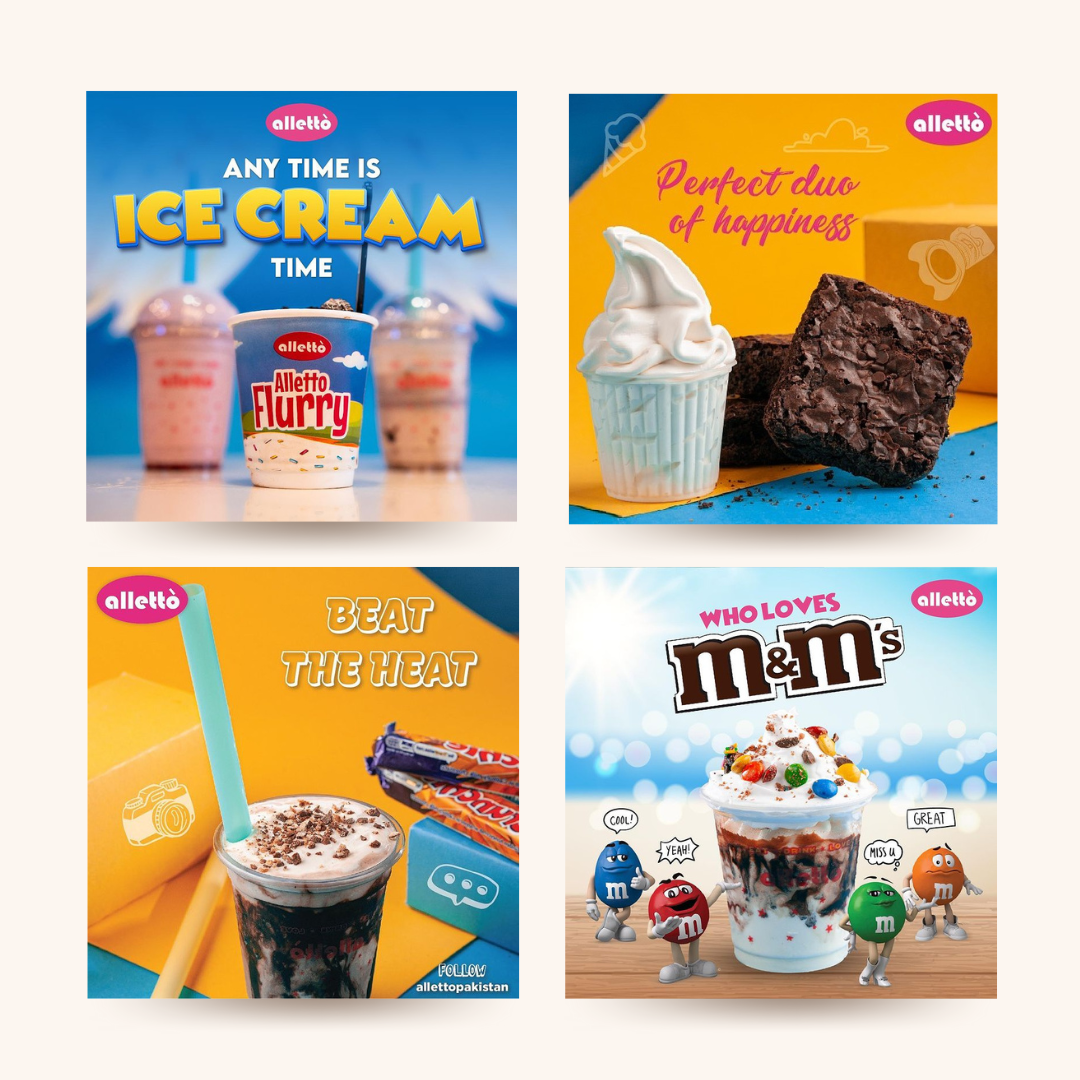 allettò
ANY TIME IS
ICE CREAM
TIME
allettò
Alletto
Flurry
allettò
Perfect duo
of happiness
allettò
BEAT
THE HEAT
FOLLOW
allettopakistan
allettò
WHO LOVES
m&m's
COOL!
YEAH!
GREAT
MISS U
m
m
m